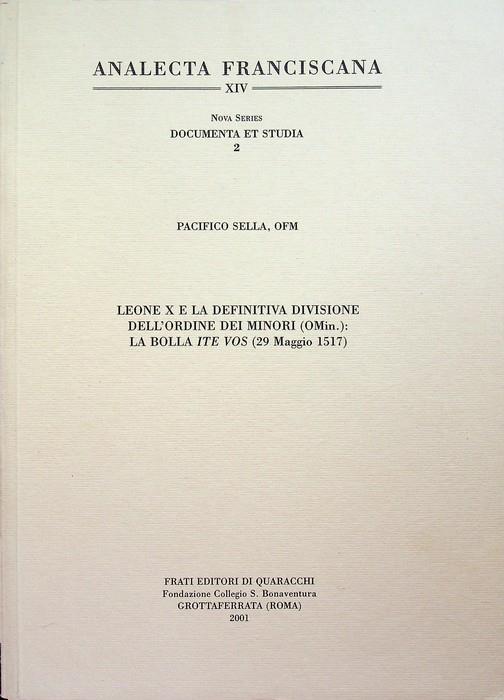 ANALECTA FRANCISCANA
XIV
NOVA SERIES
DOCUMENTA ET STUDIA
2
PACIFICO SELLA, OFM
LEONE X E LA DEFINITIVA DIVISIONE
DELL'ORDINE DEI MINORI (OMin.):
LA BOLLA ITE VOS (29 Maggio 1517)
FRATI EDITORI DI QUARACCHI
Fondazione Collegio S. Bonaventura
GROTTAFERRATA (ROMA)
2001